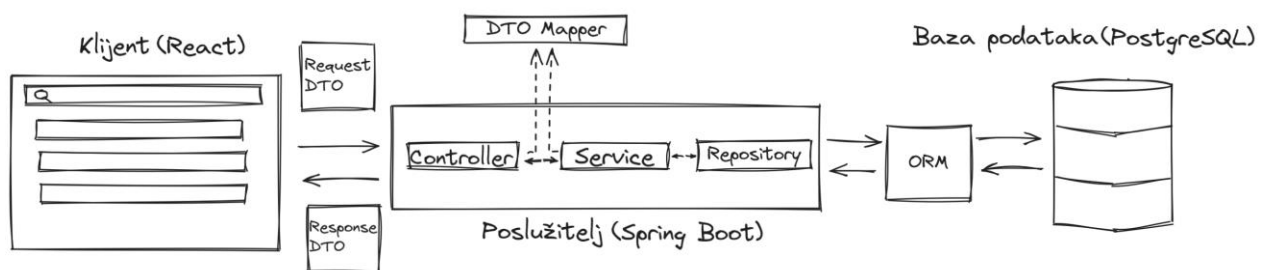 Klijent (React)
Request
DTO
Response
DTO
DTO Mapper
Controller
Service
Repository
Poslužitelj (Spring Boot)
ORM
Baza podataka (PostgreSQL)